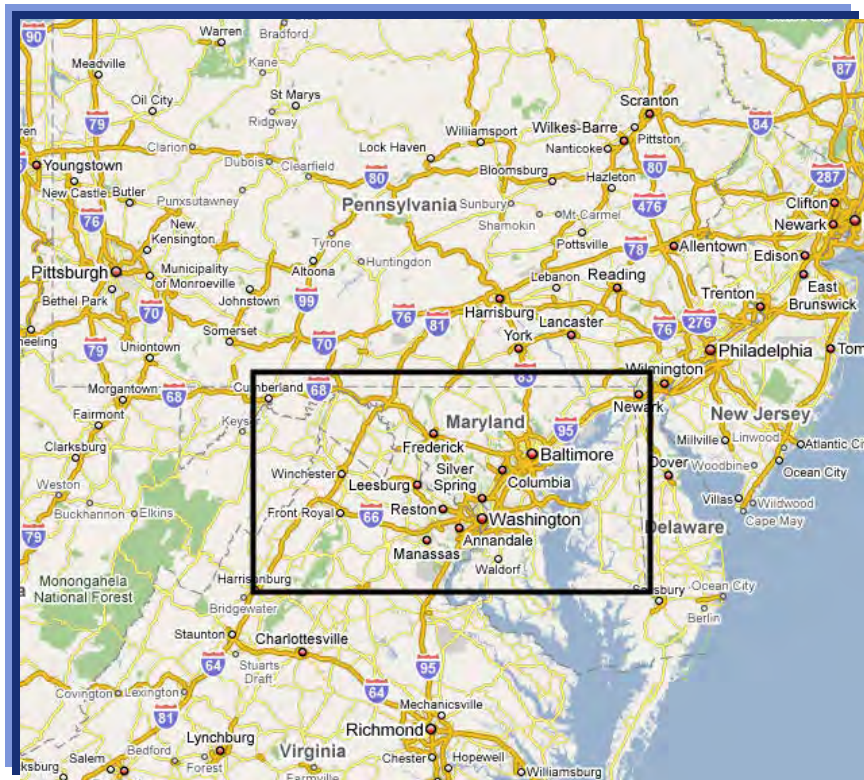 90
Warren
Bradford
Kane
87
Meadville
Oil City
St Marys
Scranton
79
Ridgway
Williamsport
Wilkes-Barre
84
Pittston
Clarion
Lock Haven
Nanticoke
Youngstown
Dubois
Clearfield
80
Bloomsburg
80
287
New Castle
Butler
Punxsutawney
Hazleton
Clifton
76
Pennsylvania
Sunbury
476
Newark
New
Kensington
Shamokin
Mt Carmel
Tyrone
Pottsville
78
Allentown
Edison
Pittsburgh
Municipality
of Monroeville
Altoona
Huntingdon
Lebanon
Reading
East
Brunswick
Bethel Park
Johnstown
99
Trenton
70
76
Harrisburg
81
Lancaster
276
Somerset
70
York
76
79
Uniontown
Philadelphia
Tom
83
Wilmington
Morgantown
68
Cumberland
68
Newark
Fairmont
Keyser
Maryland
95
New Jersey
Clarksburg
Frederick
Baltimore
Millville
Linwood
Atlantic Ci
Winchester
Silver
Spring
Columbia
Dover
Woodbine
Ocean City
Weston
Leesburg
Buckhannon
Elkins
Front Royal
66
Reston
Washington
Villas
Wildwood
Cape May
79
Annandale
Delaware
Manassas
Waldorf
Mononganela
National Forest
Harrisonburg
Bridgewater
Salisbury
Ocean City
Berlin
Staunton
Charlottesville
64
Stuarts
Draft
95
Covington
Lexington
64
Mechanicsville
81
Richmond
Lynchburg
Bedford
Virginia
Chester
Hopewell
ksburg
Salem
Forest
Farmville
Williamsburg